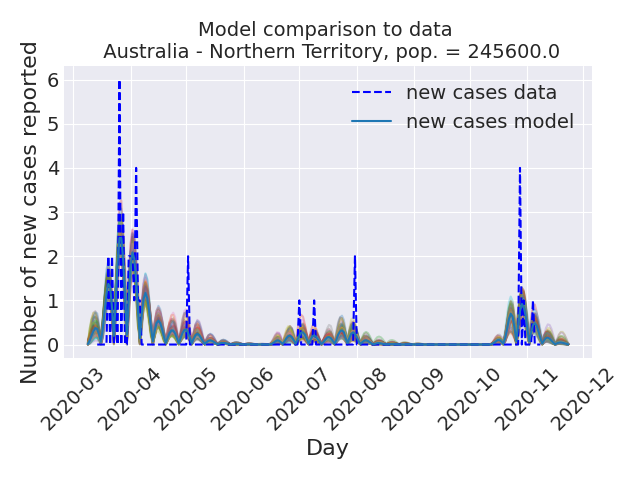 Model comparison to data
Australia - Northern Territory, pop. = 245600.0
new cases data
new cases model
Number of new cases reported
6
5
4
3
2
1
0
2020-03
2020-04
2020-05
2020-06
2020-07
2020-08
2020-09
2020-10
2020-11
2020-12
Day